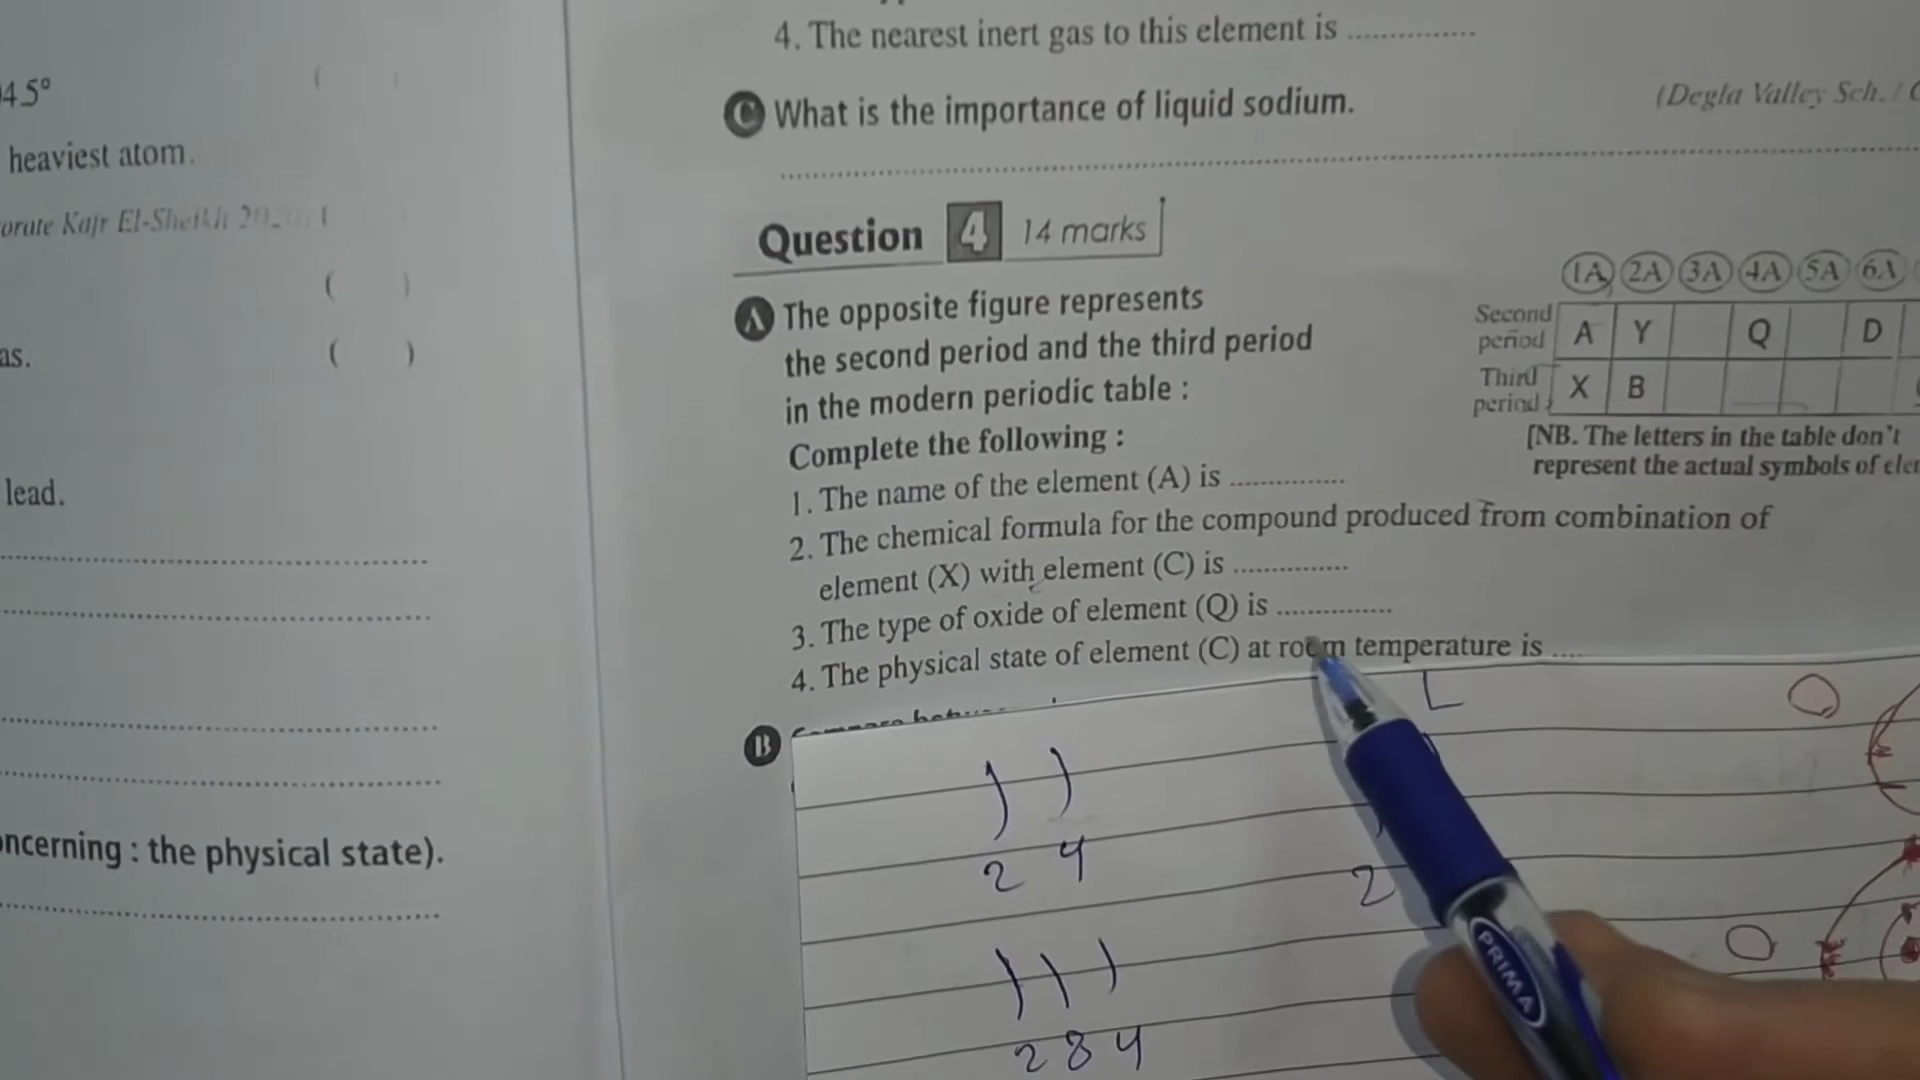 4.5°
heaviest atom.
orate Kafr El-Sheikh 2020
( )
as. ( )
lead.
oncerning : the physical state).
4. The nearest inert gas to this element is ...............
C What is the importance of liquid sodium.
(Degla Valley Sch. /
Question 4 14 marks
A The opposite figure represents
the second period and the third period
in the modern periodic table :
Complete the following :
1A 2A 3A 4A 5A 6A
Second period A Y Q D
Third period X B
[NB. The letters in the table don't
represent the actual symbols of
1. The name of the element (A) is ...............
2. The chemical formula for the compound produced from combination of
element (X) with element (C) is ...............
3. The type of oxide of element (Q) is ...............
4. The physical state of element (C) at room temperature is ....
B
2 4
2
2 8 4
PRIMA